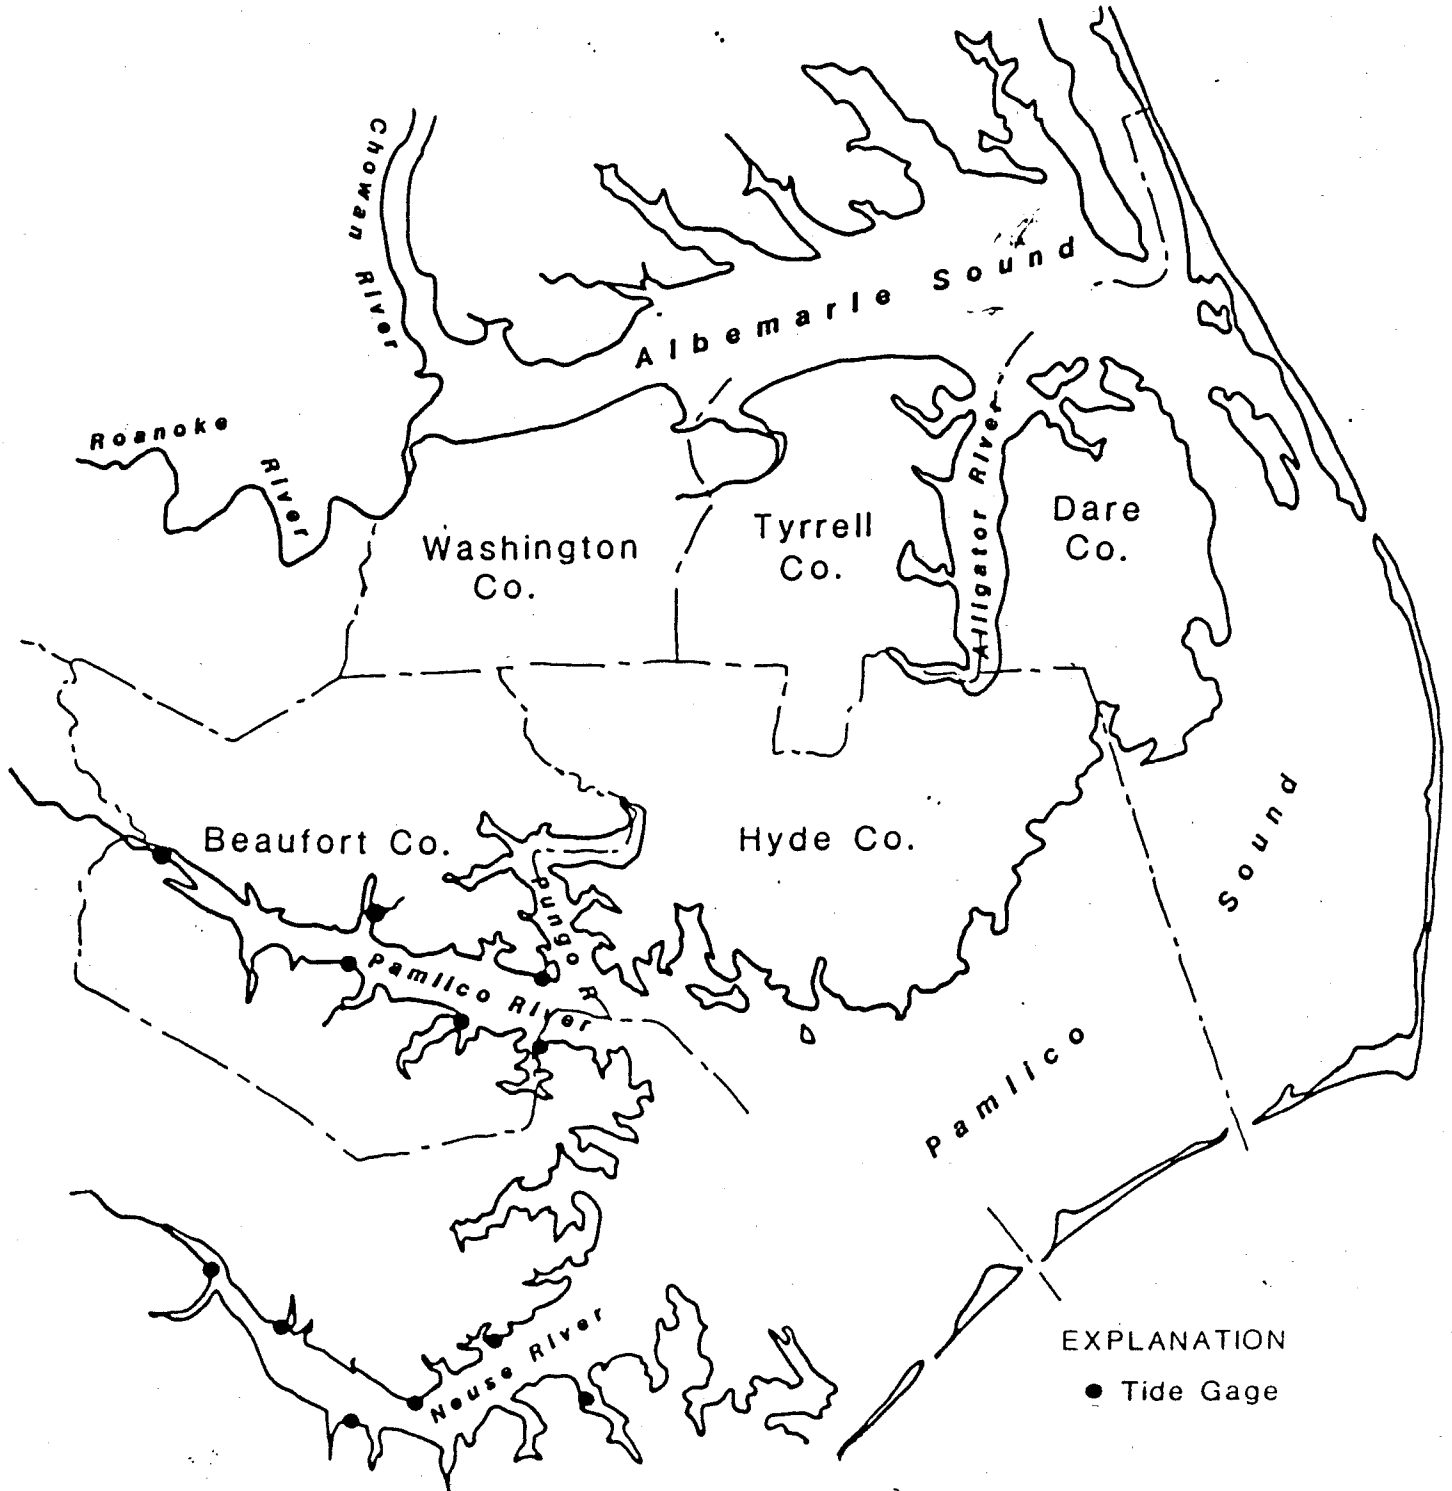 Chowan River
Albemarle Sound
Roanoke
River
Alligator River
Washington
Co.
Tyrrell
Co.
Dare
Co.
Beaufort Co.
Hyde Co.
Pungo R
Pamlico River
Pamlico Sound
Neuse River
EXPLANATION
Tide Gage